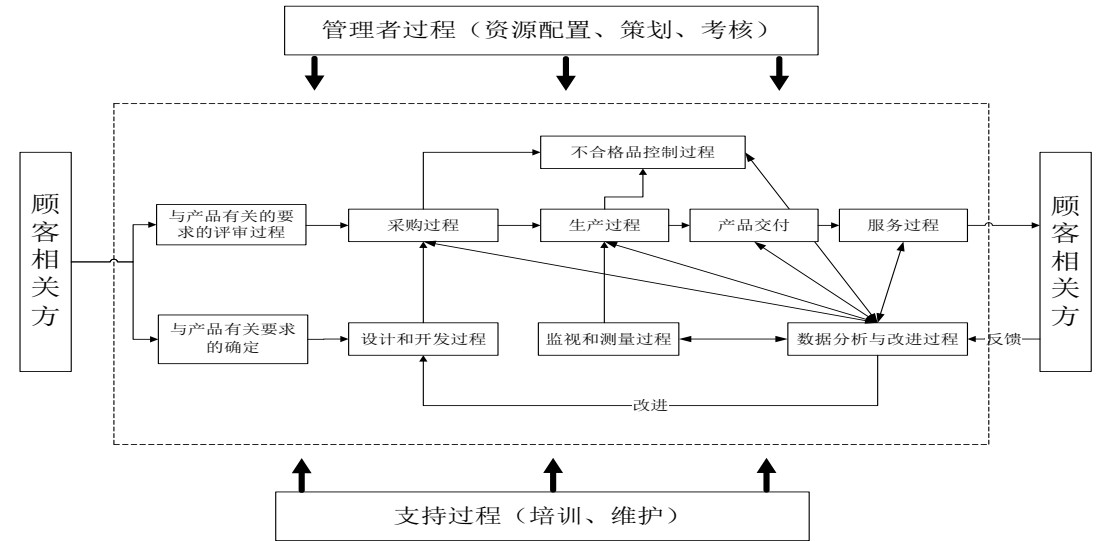 管理者过程（资源配置、策划、考核）
不合格品控制过程
顾客相关方
与产品有关的要
求的评审过程
采购过程
生产过程
产品交付
服务过程
顾客相关方
与产品有关要求
的确定
设计和开发过程
监视和测量过程
数据分析与改进过程
反馈
改进
支持过程（培训、维护）